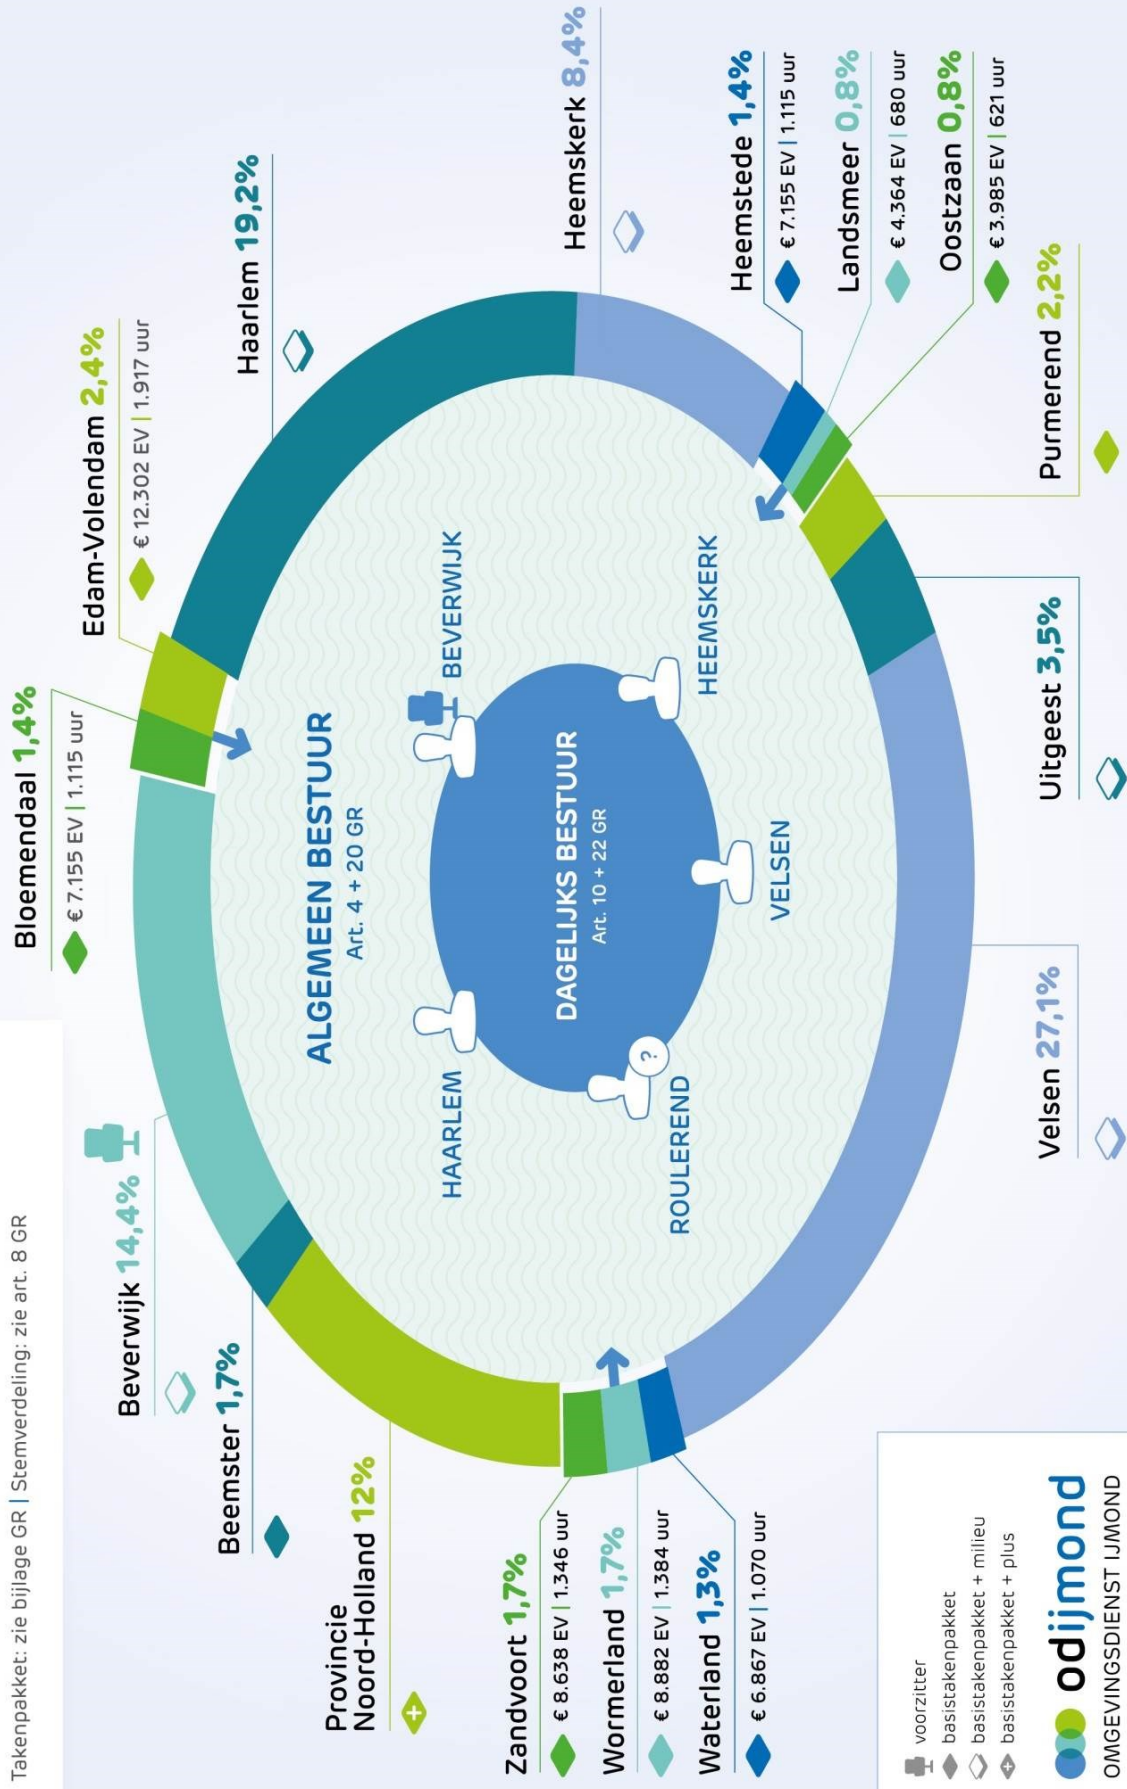 Takenpakket: zie bijlage GR | Stemverdeling: zie art. 8 GR
Bloemendaal 1,4%
€ 7.155 EV | 1.115 uur
Edam-Volendam 2,4%
€ 12.302 EV | 1.917 uur
Haarlem 19,2%
Heemskerk 8,4%
Heemstede 1,4%
€ 7.155 EV | 1.115 uur
Landsmeer 0,8%
€ 4.364 EV | 680 uur
Oostzaan 0,8%
€ 3.985 EV | 621 uur
Purmerend 2,2%
Uitgeest 3,5%
Velsen 27,1%
Waterland 1,3%
€ 6.867 EV | 1.070 uur
Wormerland 1,7%
€ 8.882 EV | 1.384 uur
Zandvoort 1,7%
€ 8.638 EV | 1.346 uur
Provincie
Noord-Holland 12%
Beemster 1,7%
Beverwijk 14,4%
ALGEMEEN BESTUUR
Art. 4 + 20 GR
HAARLEM
BEVERWIJK
DAGELIJKS BESTUUR
Art. 10 + 22 GR
ROULEREND
?
VELSEN
HEEMSKERK
voorzitter
basistakenpakket
basistakenpakket + milieu
basistakenpakket + plus
odijmond
OMGEVINGSDIENST IJMOND